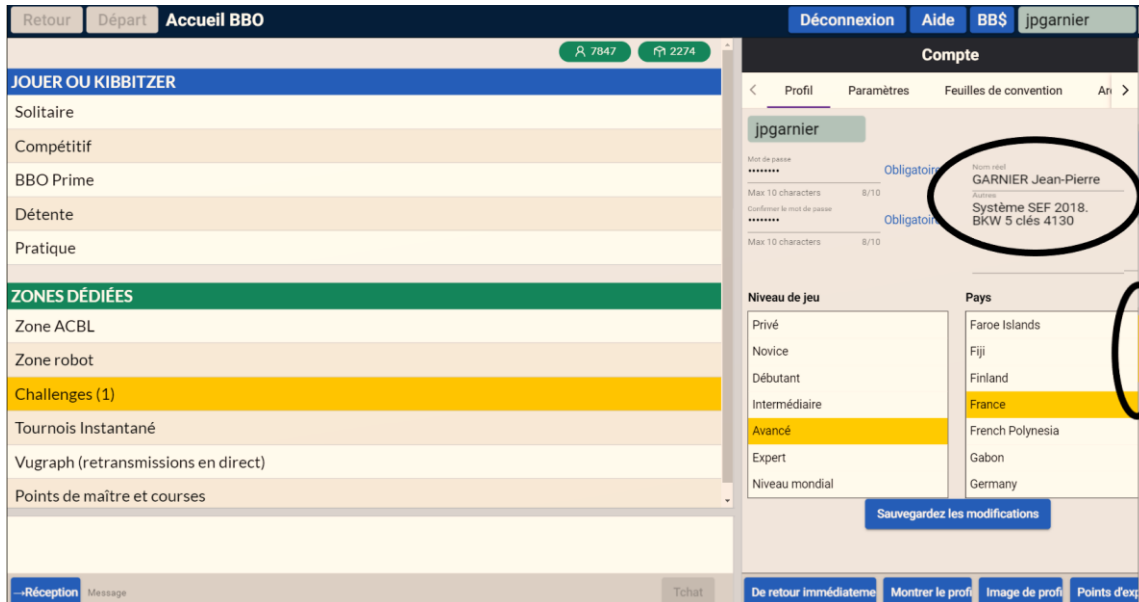 Retour Départ Accueil BBO Déconnexion Aide BB$ jpgarnier
7847 2274
JOUER OU KIBBITZER
Solitaire
Compétitif
BBO Prime
Détente
Pratique
ZONES DÉDIÉES
Zone ACBL
Zone robot
Challenges (1)
Tournois Instantané
Vugraph (retransmissions en direct)
Points de maître et courses
→Réception Message Tchat
Compte
< Profil Paramètres Feuilles de convention Ar >
jpgarnier
Mot de passe
••••••••
Obligatoire
Max 10 characters 8/10
Confirmer le mot de passe
••••••••
Obligatoire
Max 10 characters 8/10
Nom réel
GARNIER Jean-Pierre
Autres
Système SEF 2018.
BKW 5 clés 4130
Niveau de jeu
Privé
Novice
Débutant
Intermédiaire
Avancé
Expert
Niveau mondial
Pays
Faroe Islands
Fiji
Finland
France
French Polynesia
Gabon
Germany
Sauvegardez les modifications
De retour immédiateme Montrer le profi Image de profi Points d'exp